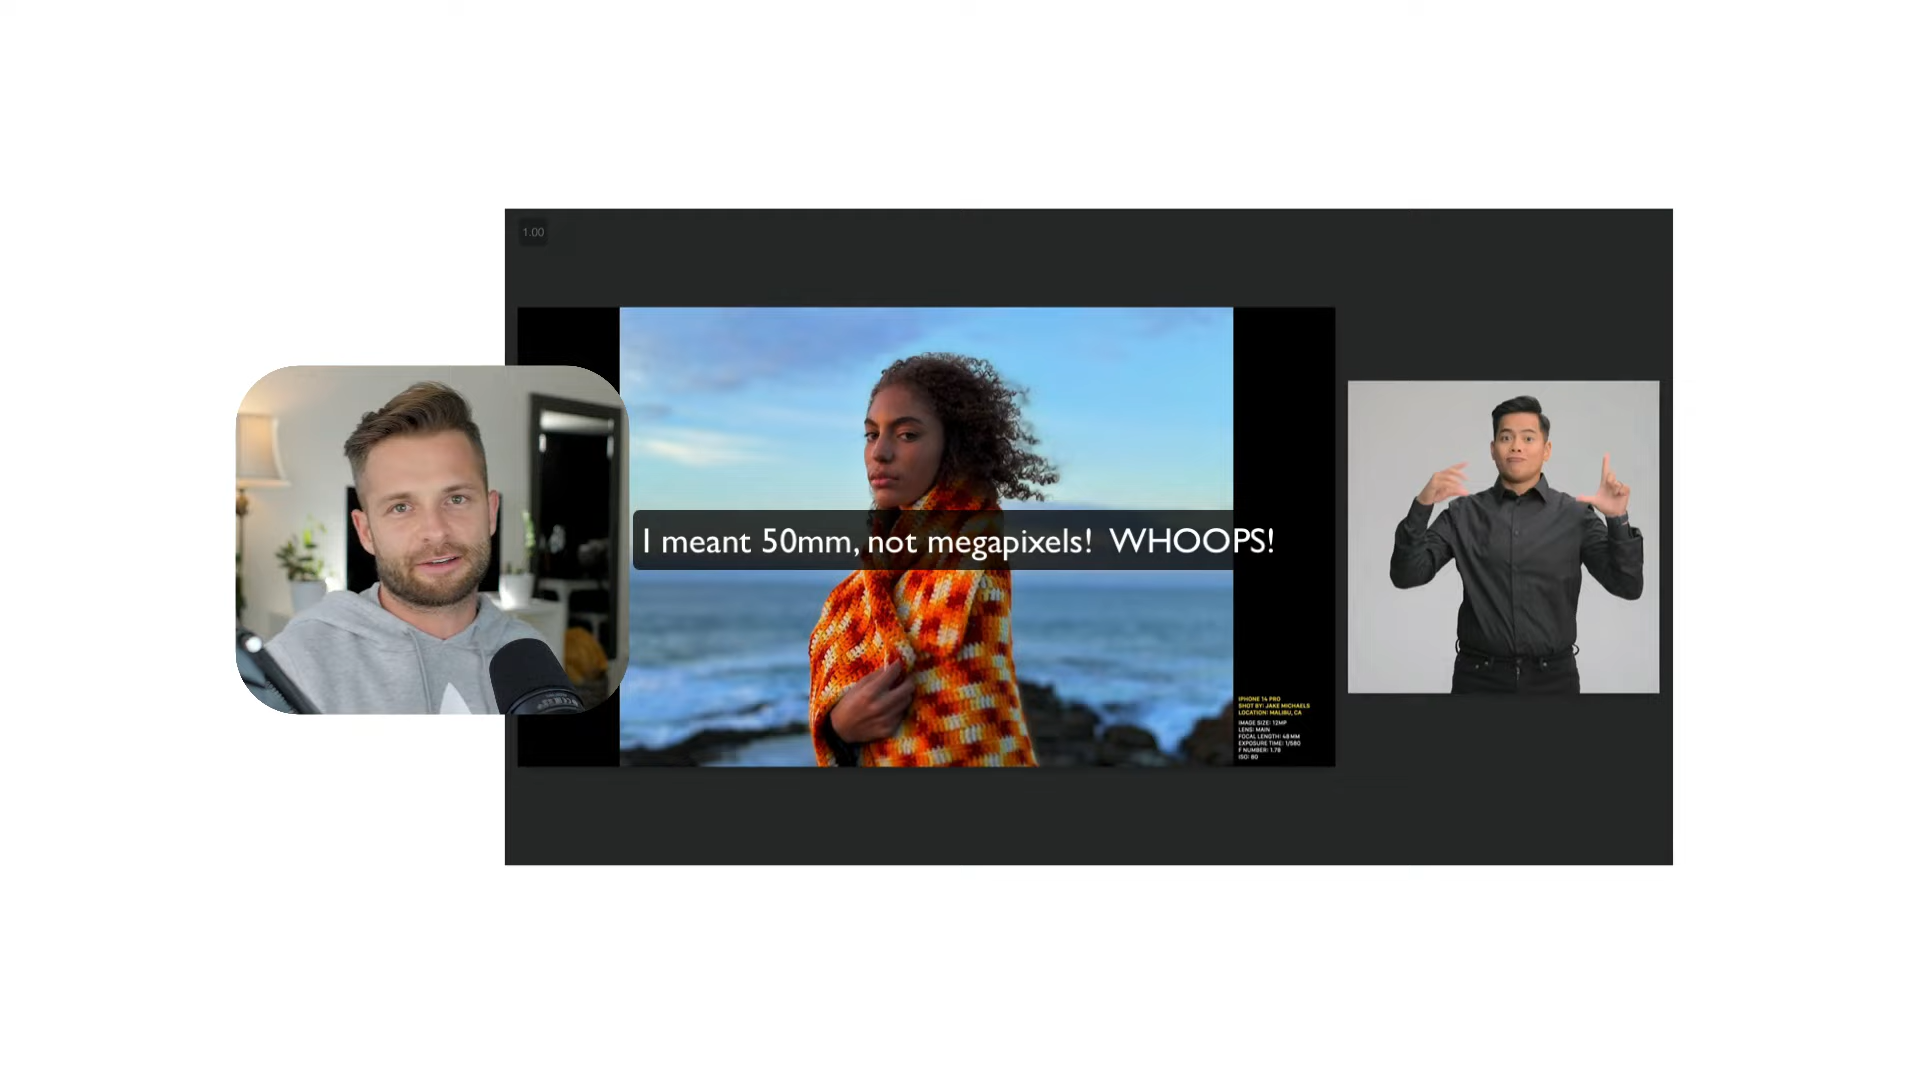 1.00
I meant 50mm, not megapixels! WHOOPS!
IPHONE 14 PRO
SHOT BY: JAKE MICHAELS
LOCATION: MALIBU, CA
IMAGE SIZE: 12MP
LENS: MAIN
FOCAL LENGTH: 48 MM
EXPOSURE TIME: 1/580
F NUMBER: 1.78
ISO: 80